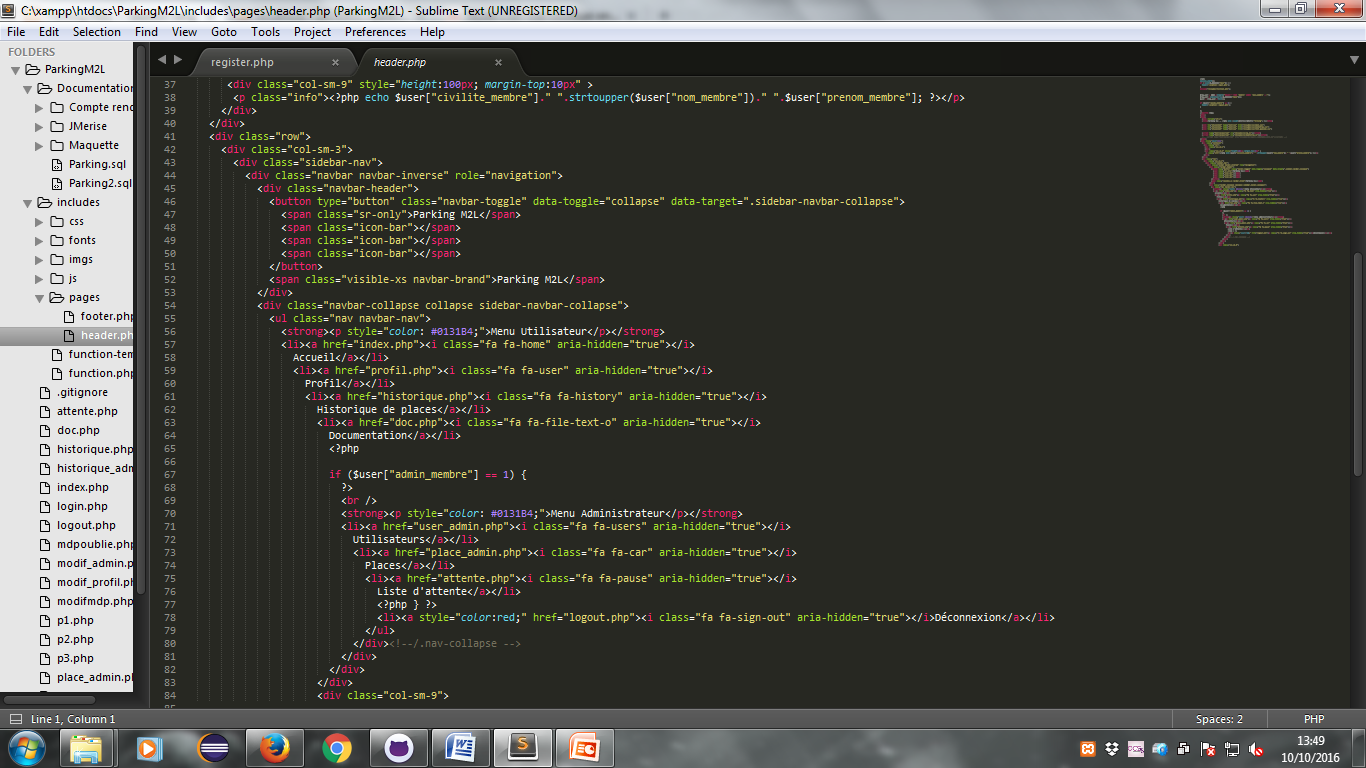 C:\xampp\htdocs\ParkingM2L\includes\pages\header.php (ParkingM2L) - Sublime Text (UNREGISTERED)
File Edit Selection Find View Goto Tools Project Preferences Help
FOLDERS
ParkingM2L
Documentation
Compte rend
JMerise
Maquette
Parking.sql
Parking2.sql
includes
css
fonts
imgs
js
pages
footer.php
header.ph
function-tem
function.php
.gitignore
attente.php
doc.php
historique.php
historique_adm
index.php
login.php
logout.php
mdpoublie.php
modif_admin.p
modif_profil.ph
modifmdp.php
p1.php
p2.php
p3.php
place_admin.pl
register.php ×
header.php ×
37 <div class="col-sm-9" style="height:100px; margin-top:10px" >
38 <p class="info"><?php echo $user["civilite_membre"]." ".strtoupper($user["nom_membre"])." ".$user["prenom_membre"]; ?></p>
39 </div>
40 </div>
41 <div class="row">
42 <div class="col-sm-3">
43 <div class="sidebar-nav">
44 <div class="navbar navbar-inverse" role="navigation">
45 <div class="navbar-header">
46 <button type="button" class="navbar-toggle" data-toggle="collapse" data-target=".sidebar-navbar-collapse">
47 <span class="sr-only">Parking M2L</span>
48 <span class="icon-bar"></span>
49 <span class="icon-bar"></span>
50 <span class="icon-bar"></span>
51 </button>
52 <span class="visible-xs navbar-brand">Parking M2L</span>
53 </div>
54 <div class="navbar-collapse collapse sidebar-navbar-collapse">
55 <ul class="nav navbar-nav">
56 <strong><p style="color: #0131B4;">Menu Utilisateur</p></strong>
57 <li><a href="index.php"><i class="fa fa-home" aria-hidden="true"></i>
58 Accueil</a></li>
59 <li><a href="profil.php"><i class="fa fa-user" aria-hidden="true"></i>
60 Profil</a></li>
61 <li><a href="historique.php"><i class="fa fa-history" aria-hidden="true"></i>
62 Historique de places</a></li>
63 <li><a href="doc.php"><i class="fa fa-file-text-o" aria-hidden="true"></i>
64 Documentation</a></li>
65 <?php
66
67 if ($user["admin_membre"] == 1) {
68 ?>
69 <br />
70 <strong><p style="color: #0131B4;">Menu Administrateur</p></strong>
71 <li><a href="user_admin.php"><i class="fa fa-users" aria-hidden="true"></i>
72 Utilisateurs</a></li>
73 <li><a href="place_admin.php"><i class="fa fa-car" aria-hidden="true"></i>
74 Places</a></li>
75 <li><a href="attente.php"><i class="fa fa-pause" aria-hidden="true"></i>
76 Liste d'attente</a></li>
77 <?php } ?>
78 <li><a style="color:red;" href="logout.php"><i class="fa fa-sign-out" aria-hidden="true"></i>Déconnexion</a></li>
79 </ul>
80 </div><!--/.nav-collapse -->
81 </div>
82 </div>
83 </div>
84 <div class="col-sm-9">
Line 1, Column 1 Spaces: 2 PHP
13:49
10/10/2016